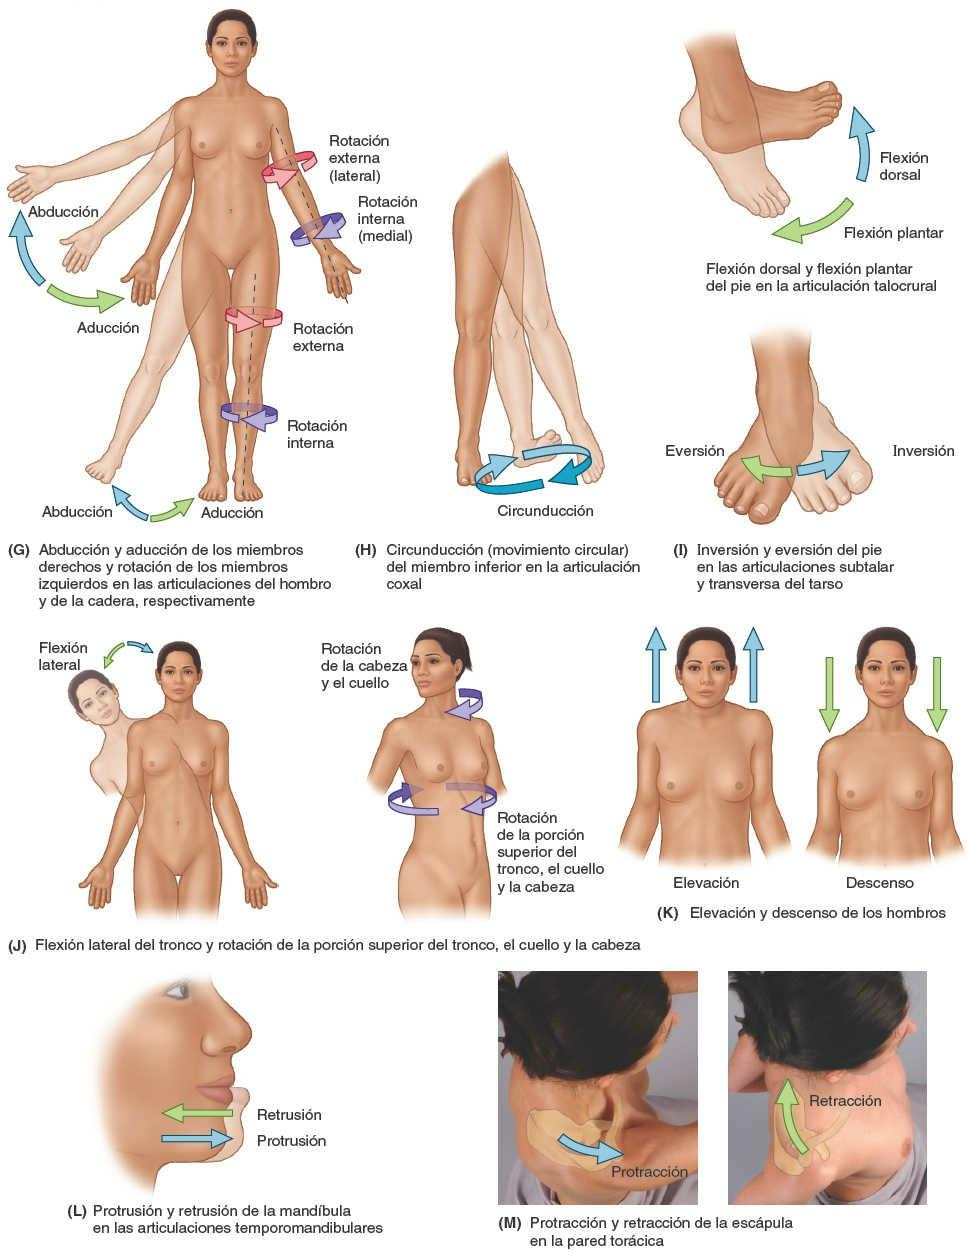 Rotación
externa
(lateral)
Rotación
interna
(medial)
Abducción
Aducción
Rotación
externa
Rotación
interna
Abducción
Aducción
(G) Abducción y aducción de los miembros
derechos y rotación de los miembros
izquierdos en las articulaciones del hombro
y de la cadera, respectivamente
Circunducción
(H) Circunducción (movimiento circular)
del miembro inferior en la articulación
coxal
Flexión
dorsal
Flexión plantar
Flexión dorsal y flexión plantar
del pie en la articulación talocrural
Eversión
Inversión
(I) Inversión y eversión del pie
en las articulaciones subtalar
y transversa del tarso
Flexión
lateral
Rotación
de la cabeza
y el cuello
Rotación
de la porción
superior del
tronco, el cuello
y la cabeza
(J) Flexión lateral del tronco y rotación de la porción superior del tronco, el cuello y la cabeza
Elevación
Descenso
(K) Elevación y descenso de los hombros
Retrusión
Protrusión
(L) Protrusión y retrusión de la mandíbula
en las articulaciones temporomandibulares
Protracción
Retracción
(M) Protracción y retracción de la escápula
en la pared torácica